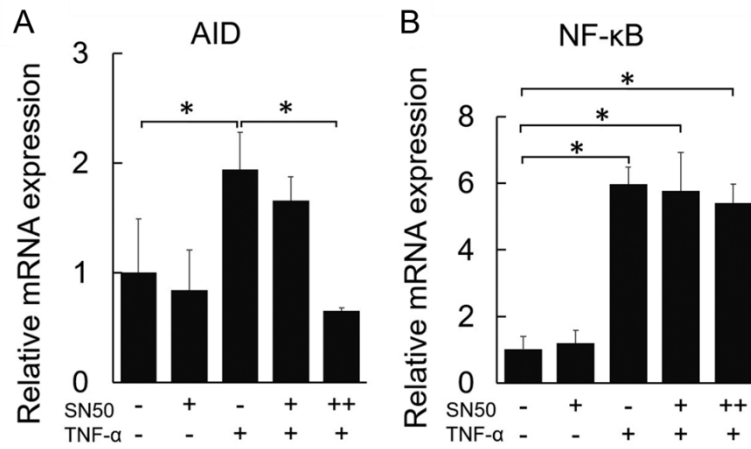 A
AID
Relative mRNA expression
3
2
1
0
* *
SN50 - + - + ++
TNF-α - - + + +
B
NF-κB
Relative mRNA expression
8
6
4
2
0
*
*
*
SN50 - + - + ++
TNF-α - - + + +